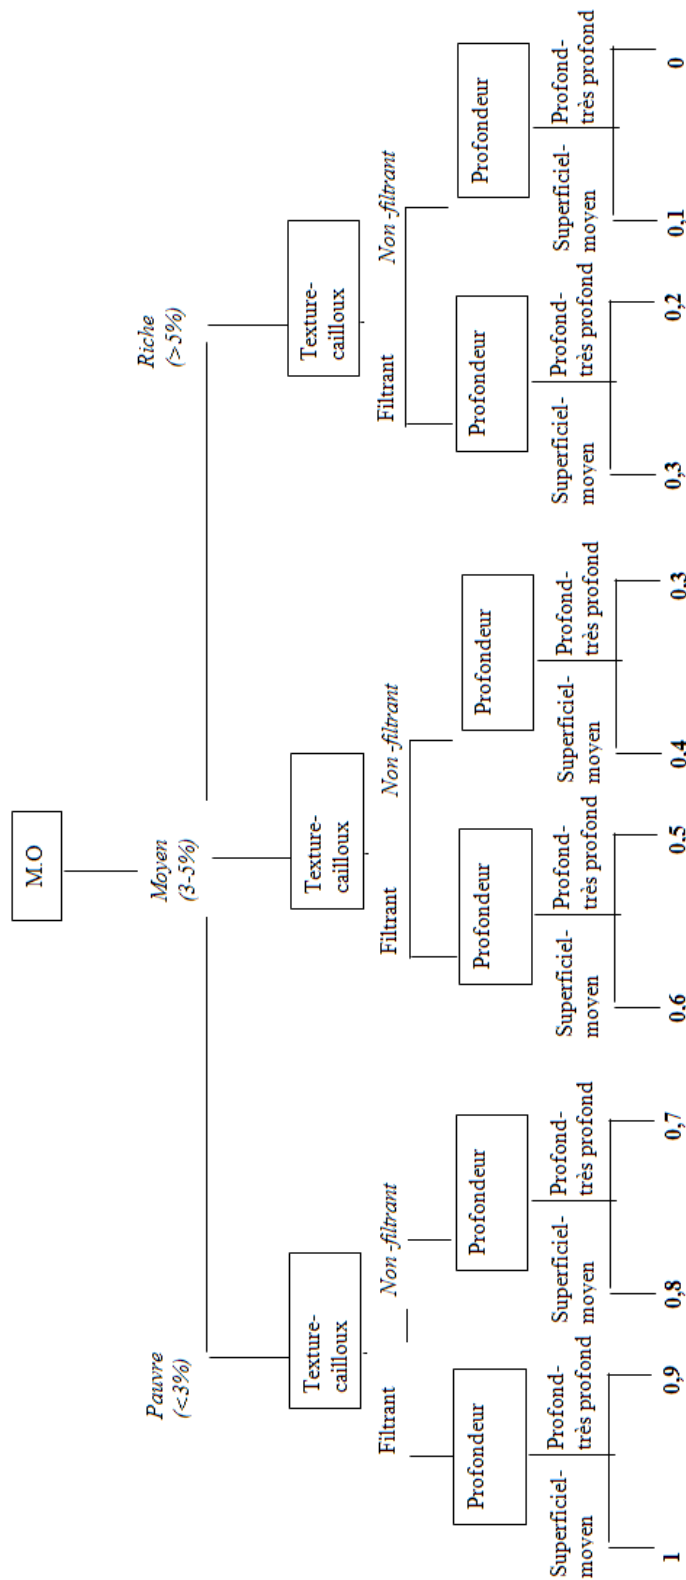 M.O
Pauvre
(<3%)
Moyen
(3-5%)
Riche
(>5%)
Texture-
cailloux
Texture-
cailloux
Texture-
cailloux
Filtrant
Non -filtrant
Filtrant
Non -filtrant
Filtrant
Non -filtrant
Profondeur
Profondeur
Profondeur
Profondeur
Profondeur
Profondeur
Superficiel-
moyen
Profond-
très profond
Superficiel-
moyen
Profond-
très profond
Superficiel-
moyen
Profond-
très profond
Superficiel-
moyen
Profond-
très profond
Superficiel-
moyen
Profond-
très profond
Superficiel-
moyen
Profond-
très profond
1
0,9
0,8
0,7
0.6
0.5
0.4
0.3
0,3
0,2
0,1
0